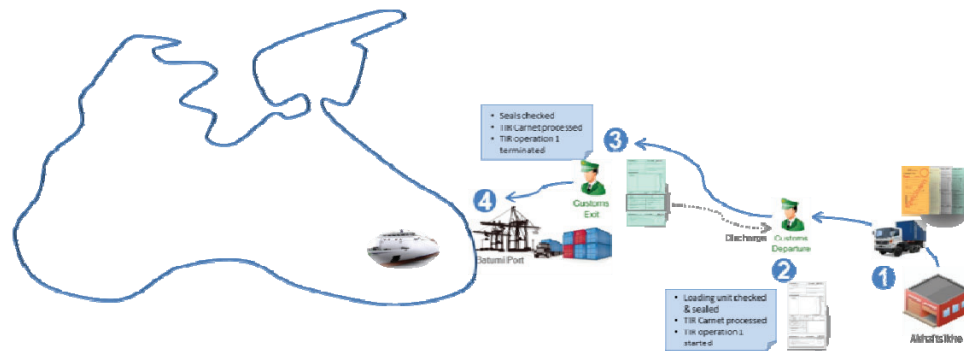 • Seals checked
• TIR Carnet processed
• TIR operation 1
terminated
3
4
Customs
Exit
Batumi Port
Discharge
Customs
Departure
2
1
• Loading unit checked
& sealed
• TIR Carnet processed
• TIR operation 1
started
Akhaltsikhe